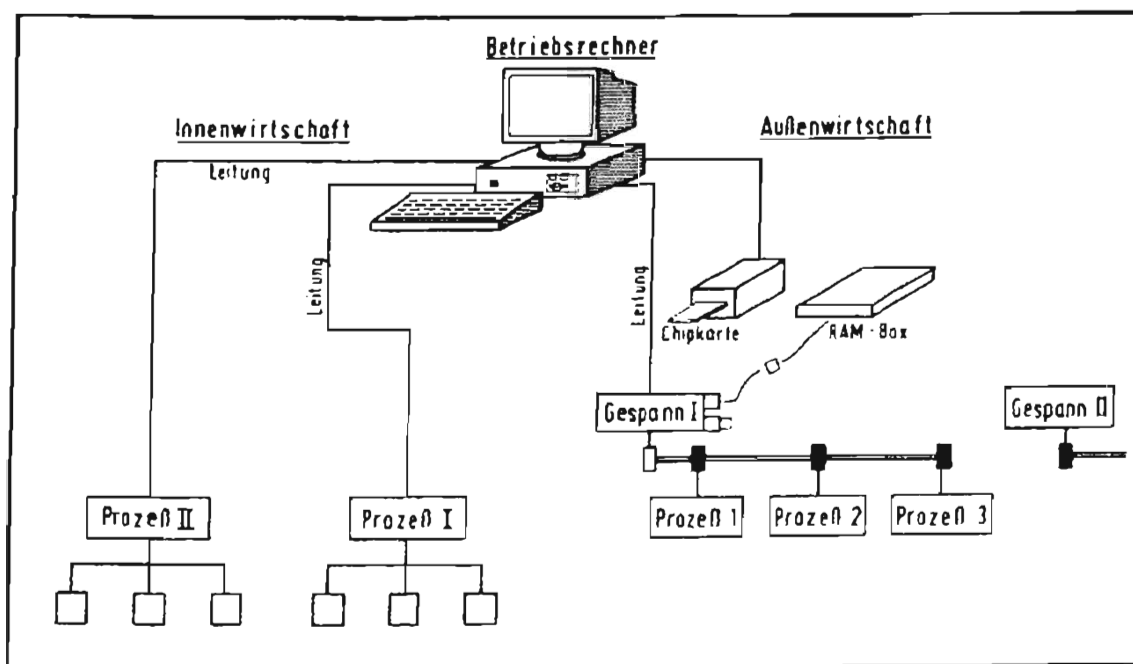 Betriebsrechner
Innenwirtschaft
Außenwirtschaft
Leitung
Leitung
Leitung
Chipkarte
RAM-Box
Gespann I
Gespann II
Prozeß II
Prozeß I
Prozeß 1
Prozeß 2
Prozeß 3